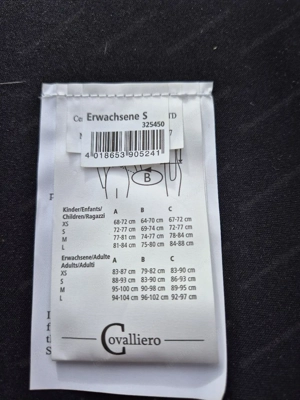 Ce Erwachsene S TD
325450
7
4 018653 905241
B
Kinder/Enfants/
Children/Ragazzi A B C
XS 68-72 cm 64-70 cm 67-72 cm
S 72-77 cm 69-74 cm 72-77 cm
M 77-81 cm 74-77 cm 78-84 cm
L 81-84 cm 75-80 cm 84-88 cm
Erwachsene/Adulte
Adults/Adulti A B C
XS 83-87 cm 79-82 cm 83-90 cm
S 88-93 cm 83-90 cm 86-93 cm
M 95-100 cm 90-98 cm 89-95 cm
L 94-104 cm 96-102 cm 92-97 cm
Covalliero